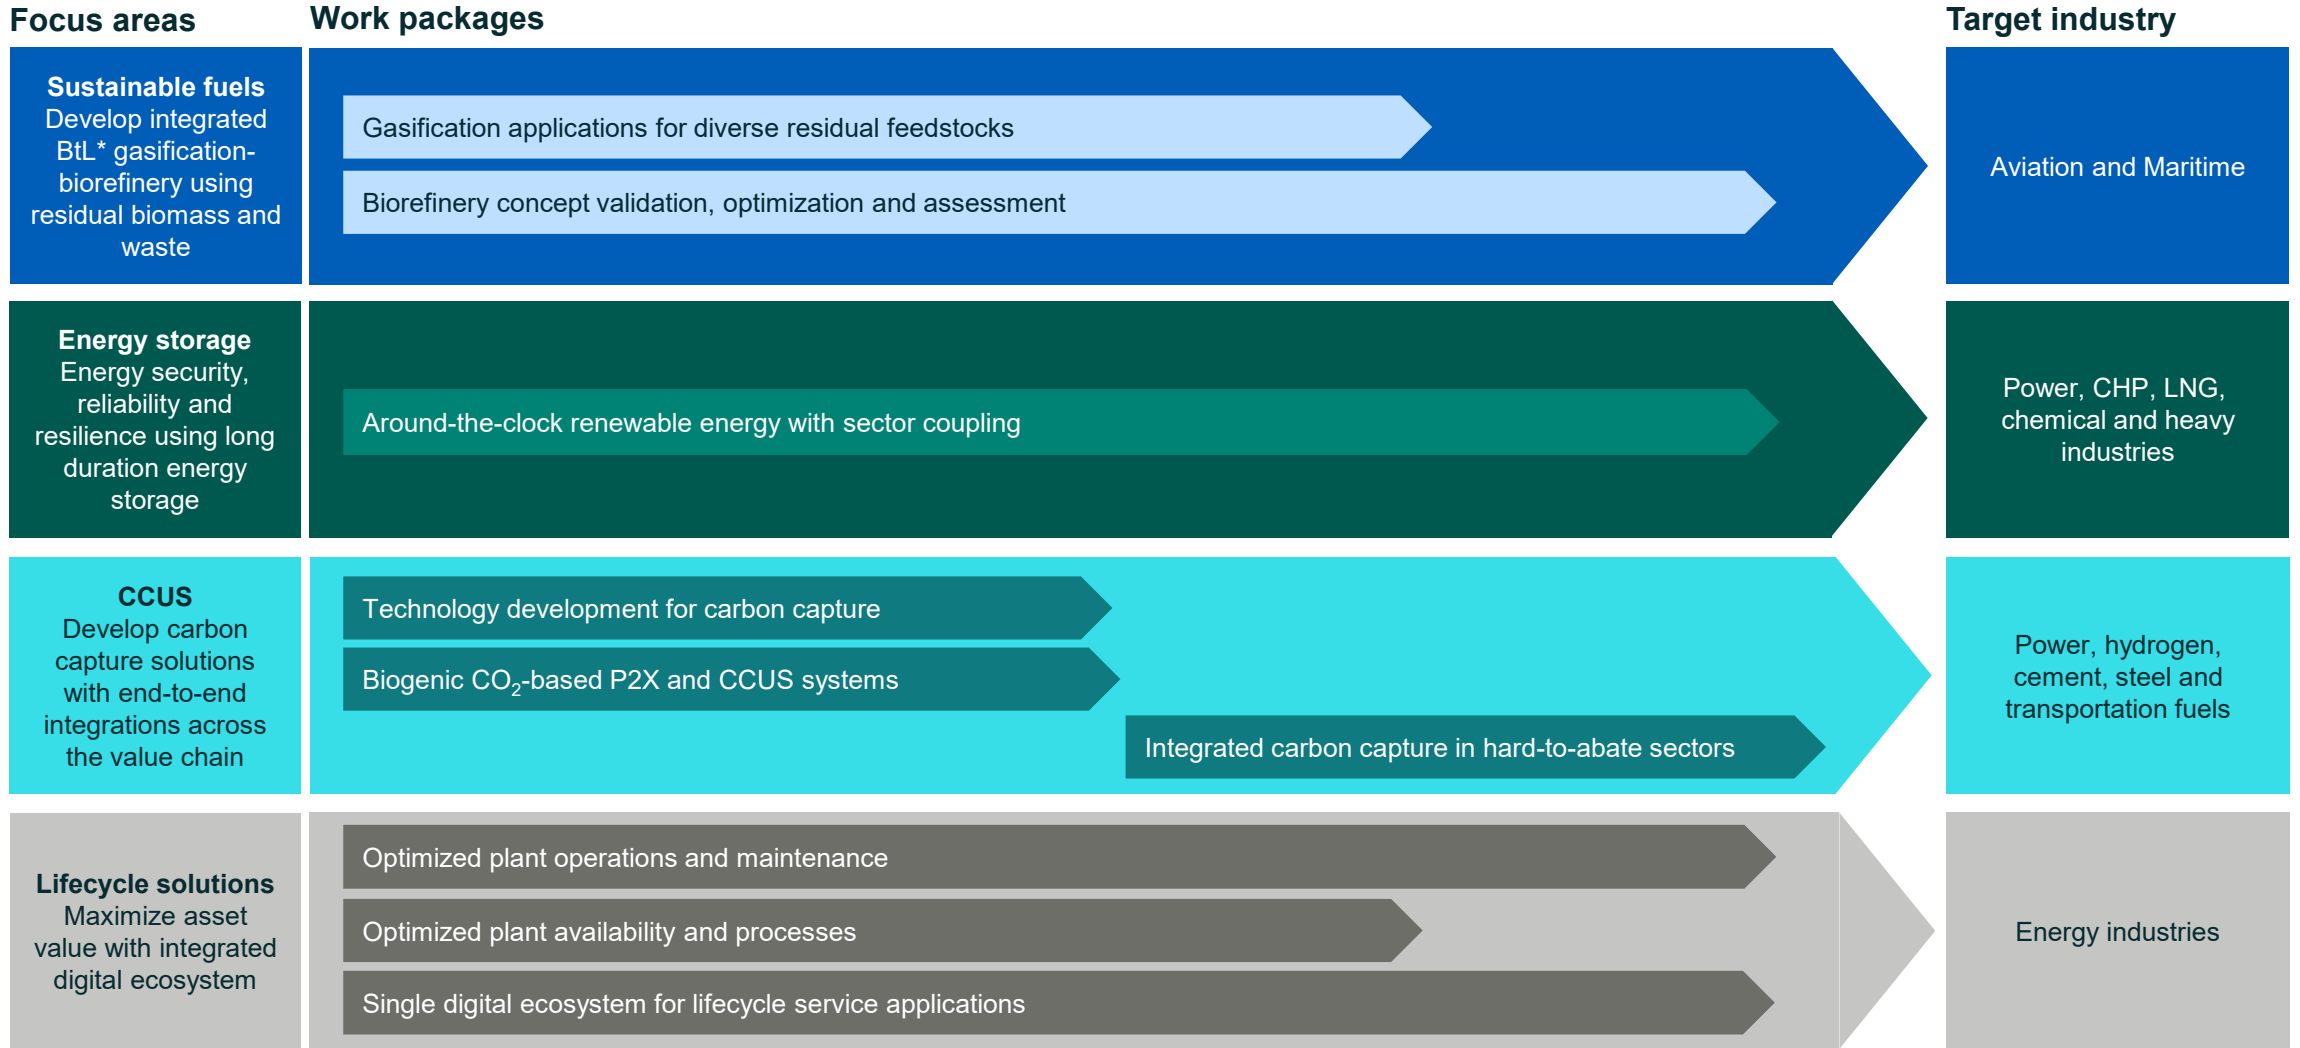 Focus areas
Work packages
Target industry
Sustainable fuels
Develop integrated
BtL* gasification-
biorefinery using
residual biomass and
waste
Gasification applications for diverse residual feedstocks
Biorefinery concept validation, optimization and assessment
Aviation and Maritime
Energy storage
Energy security,
reliability and
resilience using long
duration energy
storage
Around-the-clock renewable energy with sector coupling
Power, CHP, LNG,
chemical and heavy
industries
CCUS
Develop carbon
capture solutions
with end-to-end
integrations across
the value chain
Technology development for carbon capture
Biogenic CO₂-based P2X and CCUS systems
Integrated carbon capture in hard-to-abate sectors
Power, hydrogen,
cement, steel and
transportation fuels
Lifecycle solutions
Maximize asset
value with integrated
digital ecosystem
Optimized plant operations and maintenance
Optimized plant availability and processes
Single digital ecosystem for lifecycle service applications
Energy industries